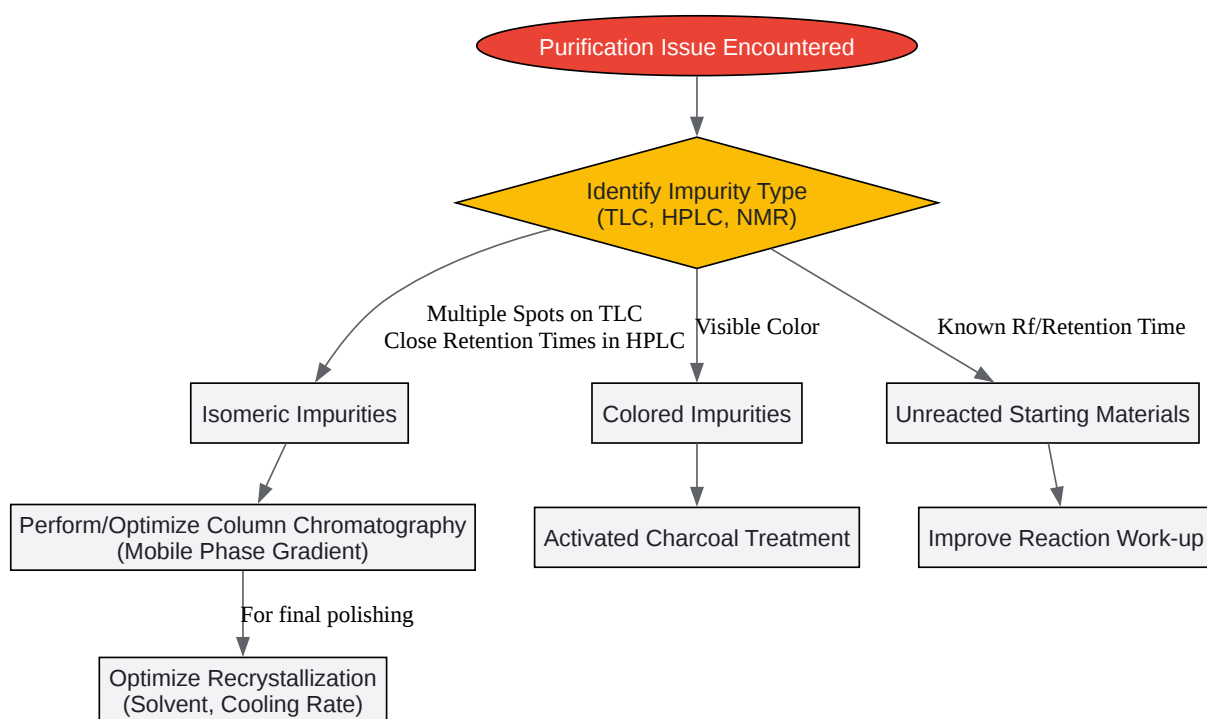 Purification Issue Encountered
Identify Impurity Type
(TLC, HPLC, NMR)
Multiple Spots on TLC
Close Retention Times in HPLC
Visible Color
Known Rf/Retention Time
Isomeric Impurities
Colored Impurities
Unreacted Starting Materials
Perform/Optimize Column Chromatography
(Mobile Phase Gradient)
Activated Charcoal Treatment
Improve Reaction Work-up
For final polishing
Optimize Recrystallization
(Solvent, Cooling Rate)